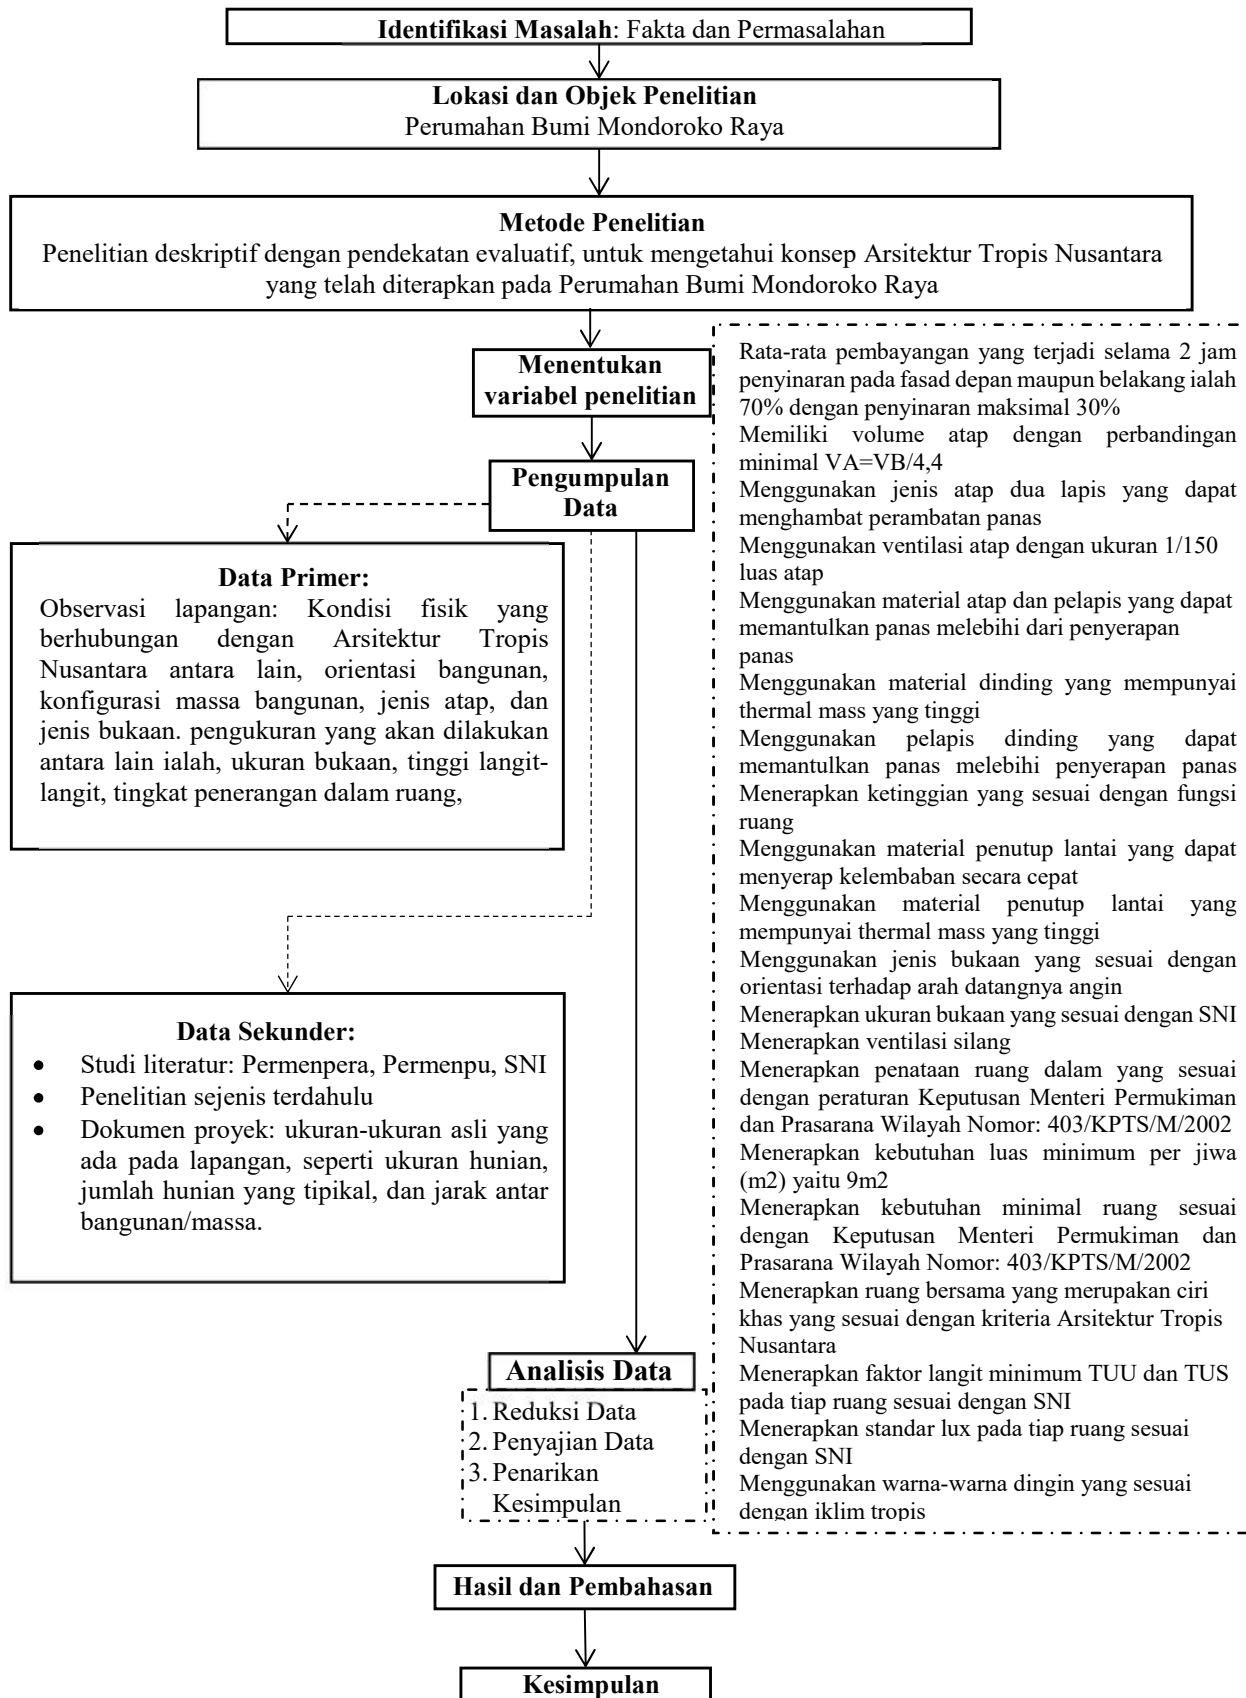 Identifikasi Masalah: Fakta dan Permasalahan
Lokasi dan Objek Penelitian
Perumahan Bumi Mondoroko Raya
Metode Penelitian
Penelitian deskriptif dengan pendekatan evaluatif, untuk mengetahui konsep Arsitektur Tropis Nusantara
yang telah diterapkan pada Perumahan Bumi Mondoroko Raya
Menentukan
variabel penelitian
Pengumpulan
Data
Data Primer:
Observasi lapangan: Kondisi fisik yang
berhubungan dengan Arsitektur Tropis
Nusantara antara lain, orientasi bangunan,
konfigurasi massa bangunan, jenis atap, dan
jenis bukaan. pengukuran yang akan dilakukan
antara lain ialah, ukuran bukaan, tinggi langit-
langit, tingkat penerangan dalam ruang,
Data Sekunder:
• Studi literatur: Permenpera, Permenpu, SNI
• Penelitian sejenis terdahulu
• Dokumen proyek: ukuran-ukuran asli yang
ada pada lapangan, seperti ukuran hunian,
jumlah hunian yang tipikal, dan jarak antar
bangunan/massa.
Rata-rata pembayangan yang terjadi selama 2 jam
penyinaran pada fasad depan maupun belakang ialah
70% dengan penyinaran maksimal 30%
Memiliki volume atap dengan perbandingan
minimal VA=VB/4,4
Menggunakan jenis atap dua lapis yang dapat
menghambat perambatan panas
Menggunakan ventilasi atap dengan ukuran 1/150
luas atap
Menggunakan material atap dan pelapis yang dapat
memantulkan panas melebihi dari penyerapan
panas
Menggunakan material dinding yang mempunyai
thermal mass yang tinggi
Menggunakan pelapis dinding yang dapat
memantulkan panas melebihi penyerapan panas
Menerapkan ketinggian yang sesuai dengan fungsi
ruang
Menggunakan material penutup lantai yang dapat
menyerap kelembaban secara cepat
Menggunakan material penutup lantai yang
mempunyai thermal mass yang tinggi
Menggunakan jenis bukaan yang sesuai dengan
orientasi terhadap arah datangnya angin
Menerapkan ukuran bukaan yang sesuai dengan SNI
Menerapkan ventilasi silang
Menerapkan penataan ruang dalam yang sesuai
dengan peraturan Keputusan Menteri Permukiman
dan Prasarana Wilayah Nomor: 403/KPTS/M/2002
Menerapkan kebutuhan luas minimum per jiwa
(m2) yaitu 9m2
Menerapkan kebutuhan minimal ruang sesuai
dengan Keputusan Menteri Permukiman dan
Prasarana Wilayah Nomor: 403/KPTS/M/2002
Menerapkan ruang bersama yang merupakan ciri
khas yang sesuai dengan kriteria Arsitektur Tropis
Nusantara
Menerapkan faktor langit minimum TUU dan TUS
pada tiap ruang sesuai dengan SNI
Menerapkan standar lux pada tiap ruang sesuai
dengan SNI
Menggunakan warna-warna dingin yang sesuai
dengan iklim tropis
Analisis Data
1. Reduksi Data
2. Penyajian Data
3. Penarikan
Kesimpulan
Hasil dan Pembahasan
Kesimpulan